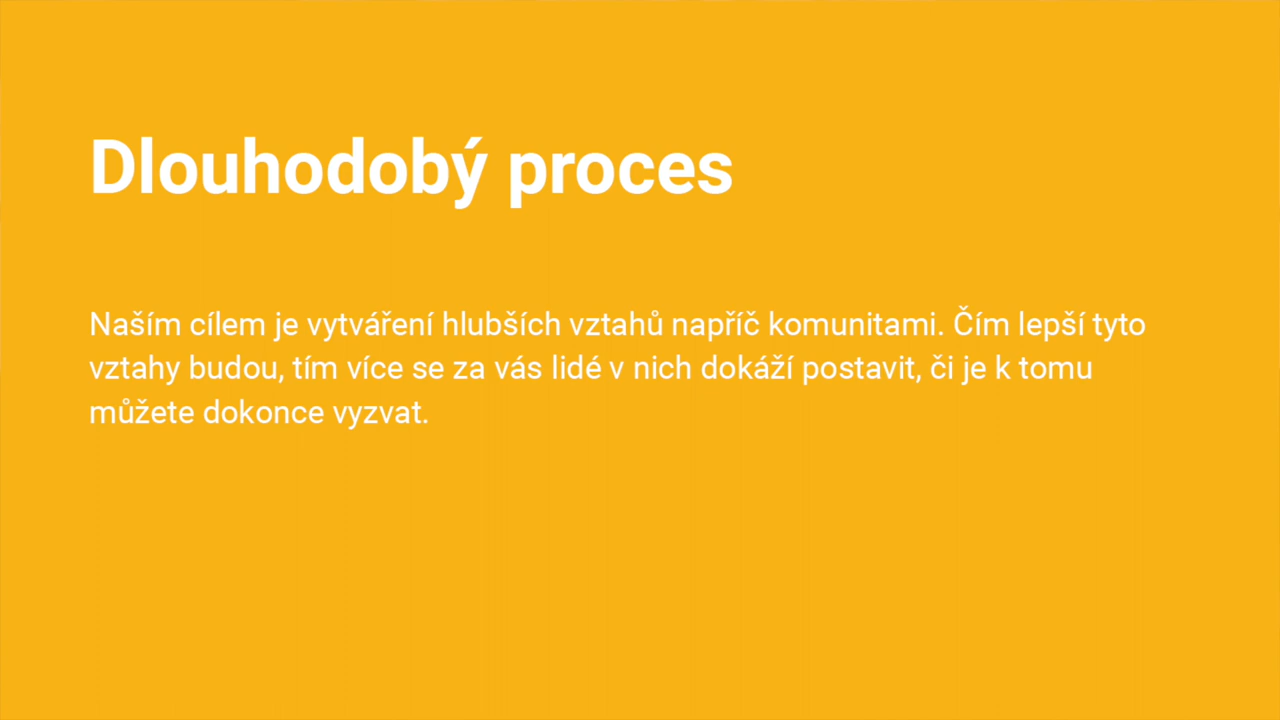 Dlouhodobý proces
Naším cílem je vytváření hlubších vztahů napříč komunitami. Čím lepší tyto
vztahy budou, tím více se za vás lidé v nich dokáží postavit, či je k tomu
můžete dokonce vyzvat.